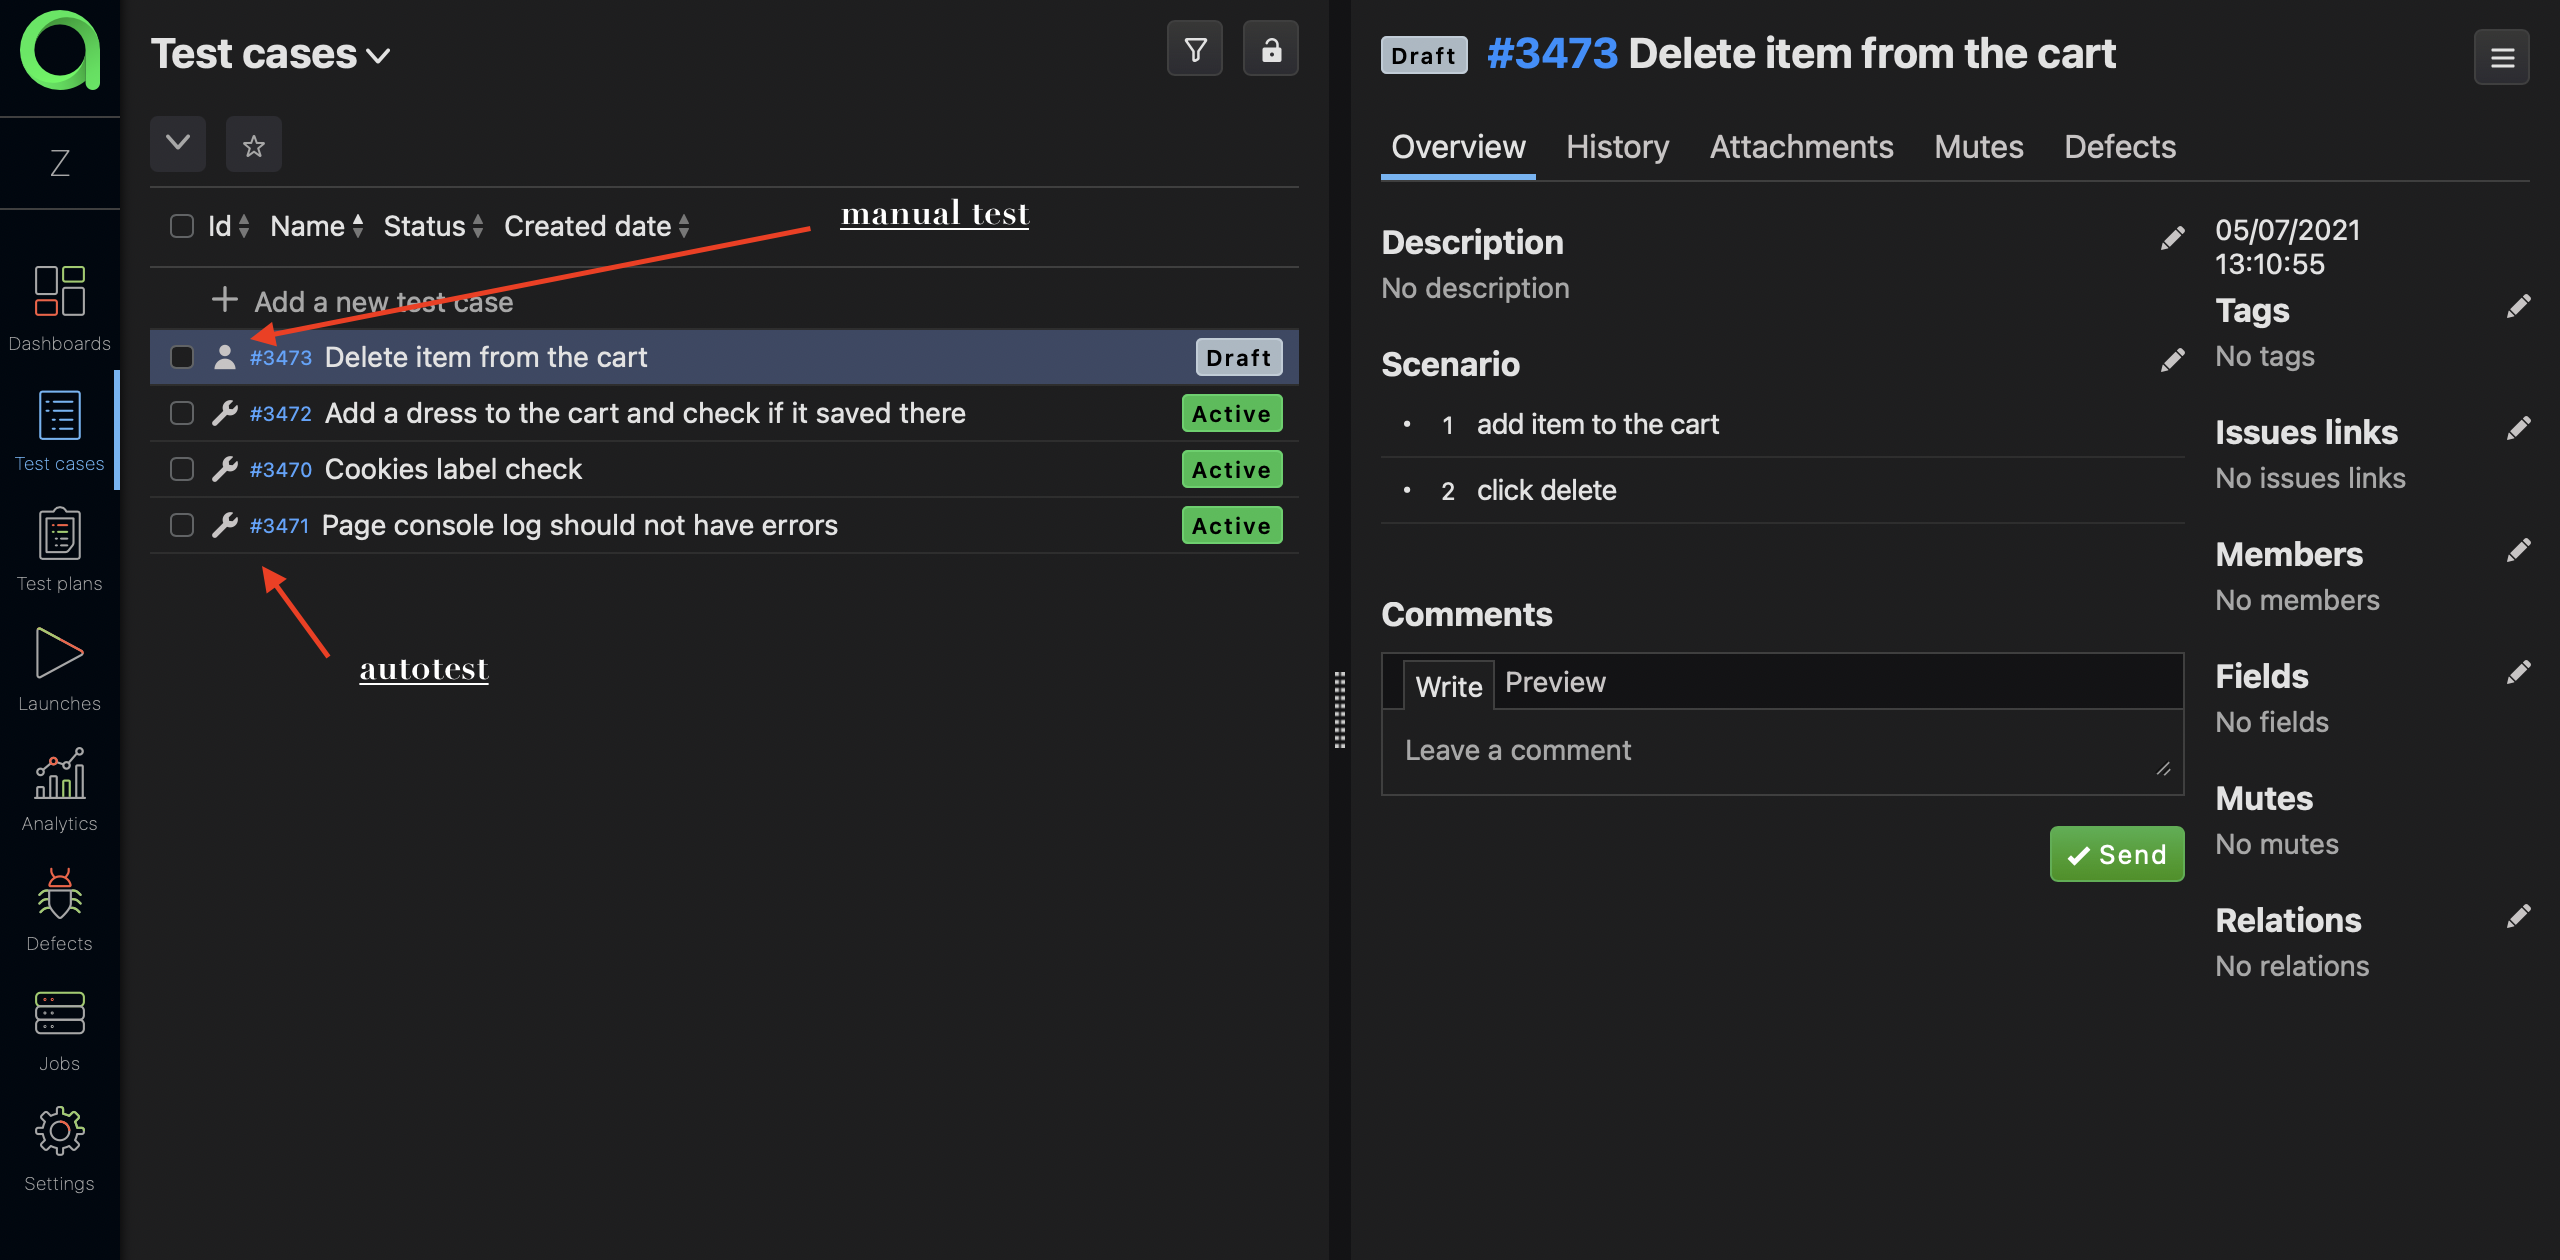 Test cases
Z
Dashboards
Test cases
Test plans
Launches
Analytics
Defects
Jobs
Settings
Id Name Status Created date
manual test
Add a new test case
#3473 Delete item from the cart Draft
#3472 Add a dress to the cart and check if it saved there Active
#3470 Cookies label check Active
#3471 Page console log should not have errors Active
autotest
Draft #3473 Delete item from the cart
Overview History Attachments Mutes Defects
Description
No description
Scenario
• 1 add item to the cart
• 2 click delete
Comments
Write Preview
Leave a comment
Send
05/07/2021
13:10:55
Tags
No tags
Issues links
No issues links
Members
No members
Fields
No fields
Mutes
No mutes
Relations
No relations